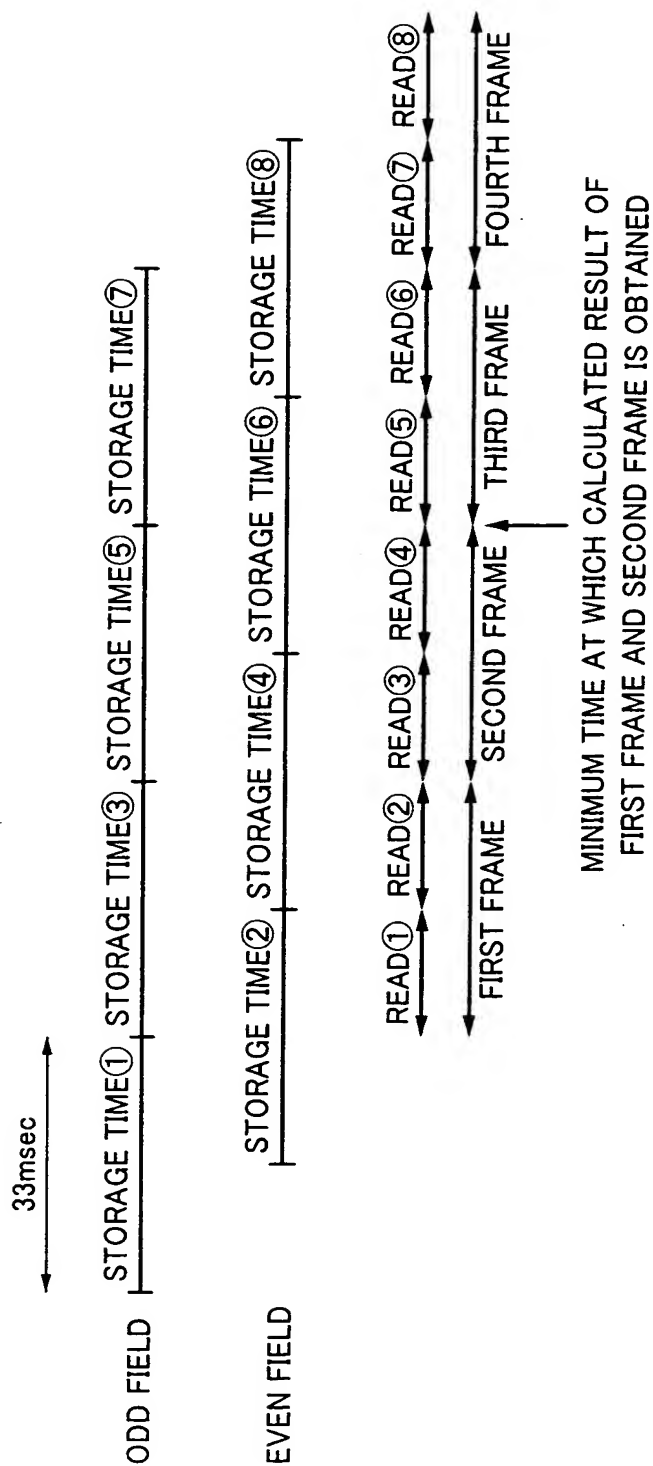 33msec
ODD FIELD
STORAGE TIME①
STORAGE TIME③
STORAGE TIME⑤
STORAGE TIME⑦
EVEN FIELD
STORAGE TIME②
STORAGE TIME④
STORAGE TIME⑥
STORAGE TIME⑧
READ①
READ②
READ③
READ④
READ⑤
READ⑥
READ⑦
READ⑧
FIRST FRAME
SECOND FRAME
THIRD FRAME
FOURTH FRAME
MINIMUM TIME AT WHICH CALCULATED RESULT OF
FIRST FRAME AND SECOND FRAME IS OBTAINED